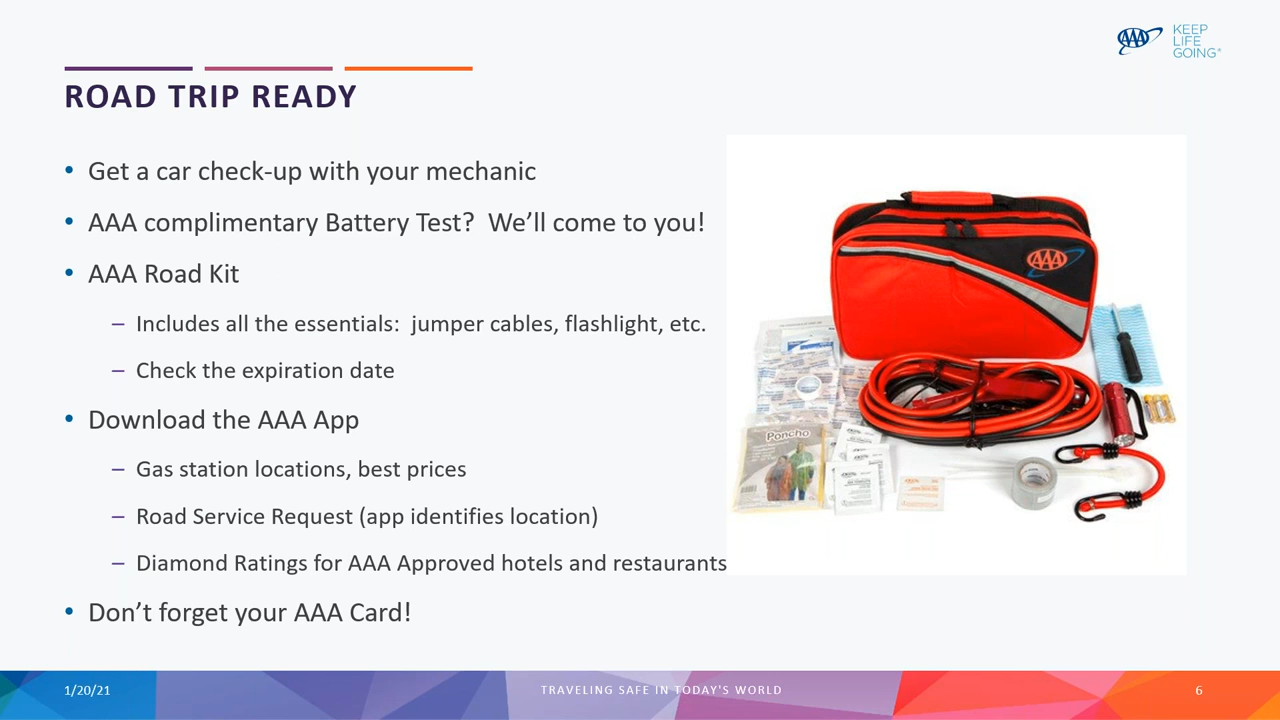 AAA KEEP
LIFE
GOING®
ROAD TRIP READY
• Get a car check-up with your mechanic
• AAA complimentary Battery Test?  We’ll come to you!
• AAA Road Kit
– Includes all the essentials:  jumper cables, flashlight, etc.
– Check the expiration date
• Download the AAA App
– Gas station locations, best prices
– Road Service Request (app identifies location)
– Diamond Ratings for AAA Approved hotels and restaurants
• Don’t forget your AAA Card!
AAA
Poncho
1/20/21
TRAVELING SAFE IN TODAY'S WORLD
6